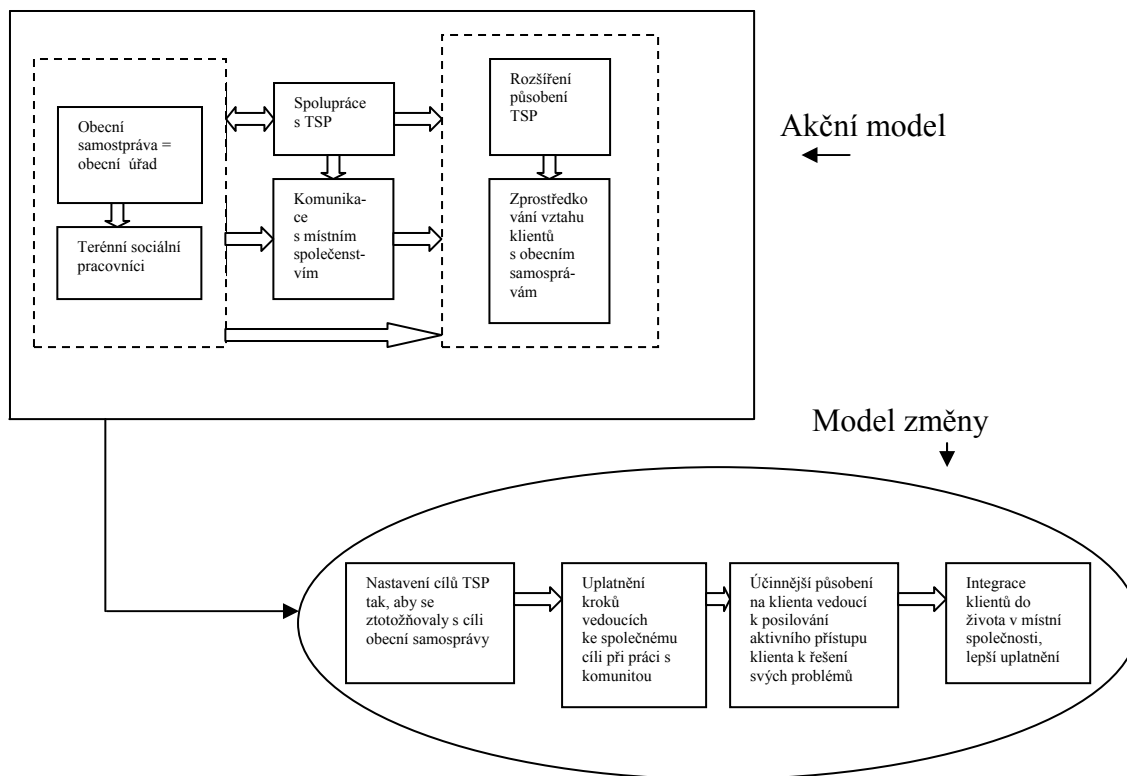 Obecní
samostpráva =
obecní úřad
Terénní sociální
pracovníci
Spolupráce
s TSP
Komunika-
ce
s místním
společenst-
vím
Rozšíření
působení
TSP
Zprostředko
vání vztahu
klientů
s obecním
samosprá-
vám
Akční model
Model změny
Nastavení cílů TSP
tak, aby se
ztotožňovaly s cíli
obecní samosprávy
Uplatnění
kroků
vedoucích
ke společnému
cíli při práci s
komunitou
Účinnější působení
na klienta vedoucí
k posilování
aktivního přístupu
klienta k řešení
svých problémů
Integrace
klientů do
života v místní
společnosti,
lepší uplatnění